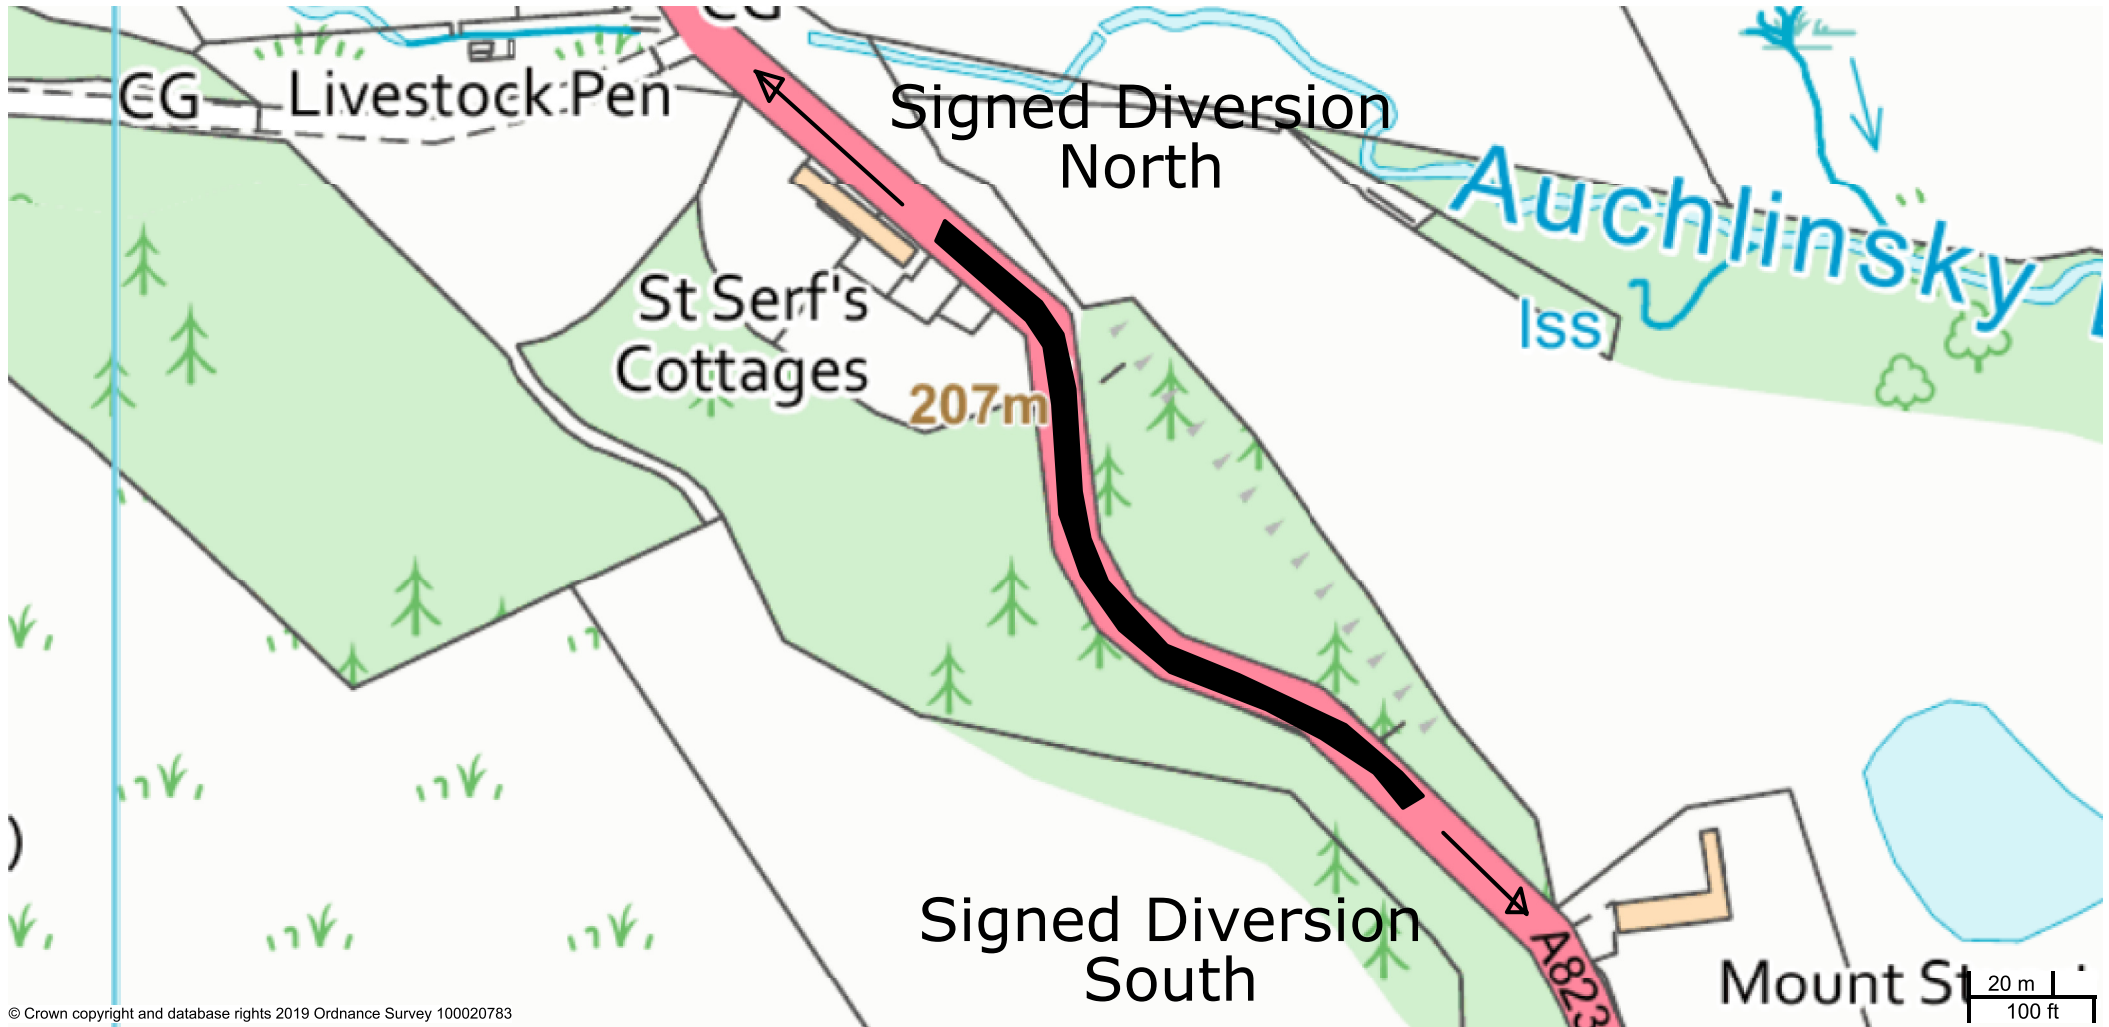 CG
CG
Livestock Pen
Signed Diversion
North
Auchlinsky
St Serf's
Cottages
207m
Iss
)
Signed Diversion
South
A823
Mount St
20 m
100 ft
© Crown copyright and database rights 2019 Ordnance Survey 100020783